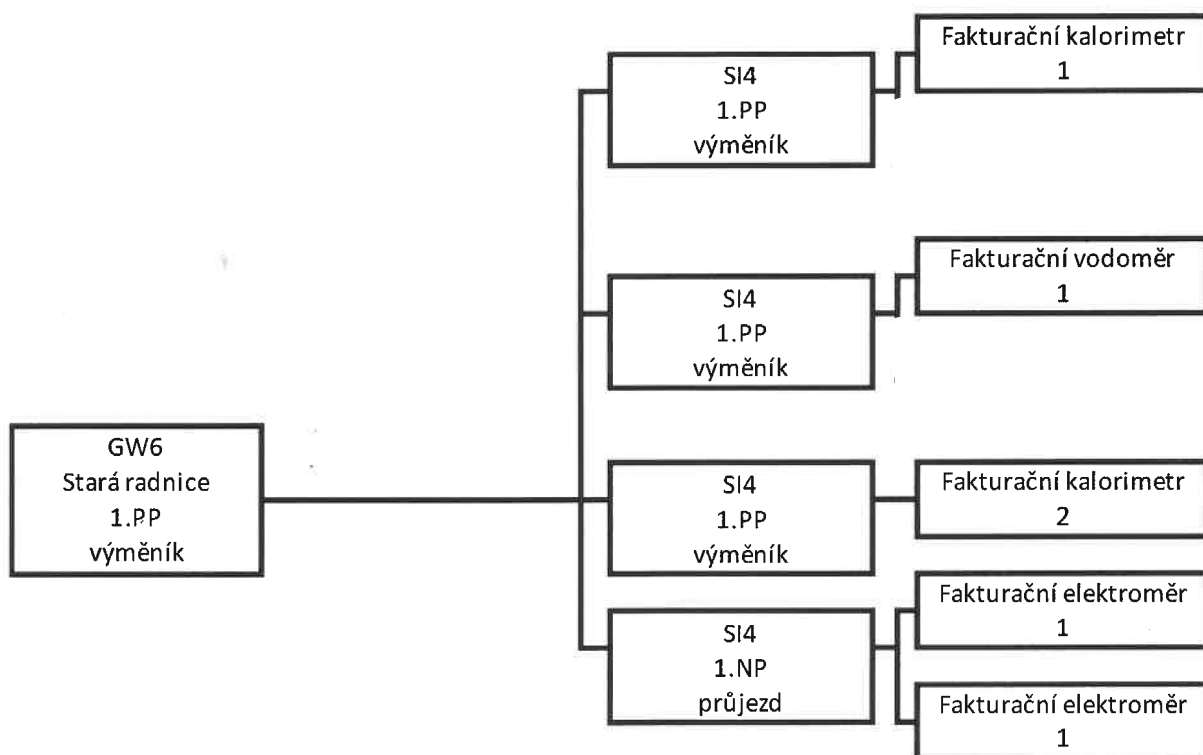 GW6
Stará radnice
1.PP
výměník
SI4
1.PP
výměník
Fakturační kalorimetr
1
SI4
1.PP
výměník
Fakturační vodoměr
1
SI4
1.PP
výměník
Fakturační kalorimetr
2
SI4
1.NP
průjezd
Fakturační elektroměr
1
Fakturační elektroměr
1